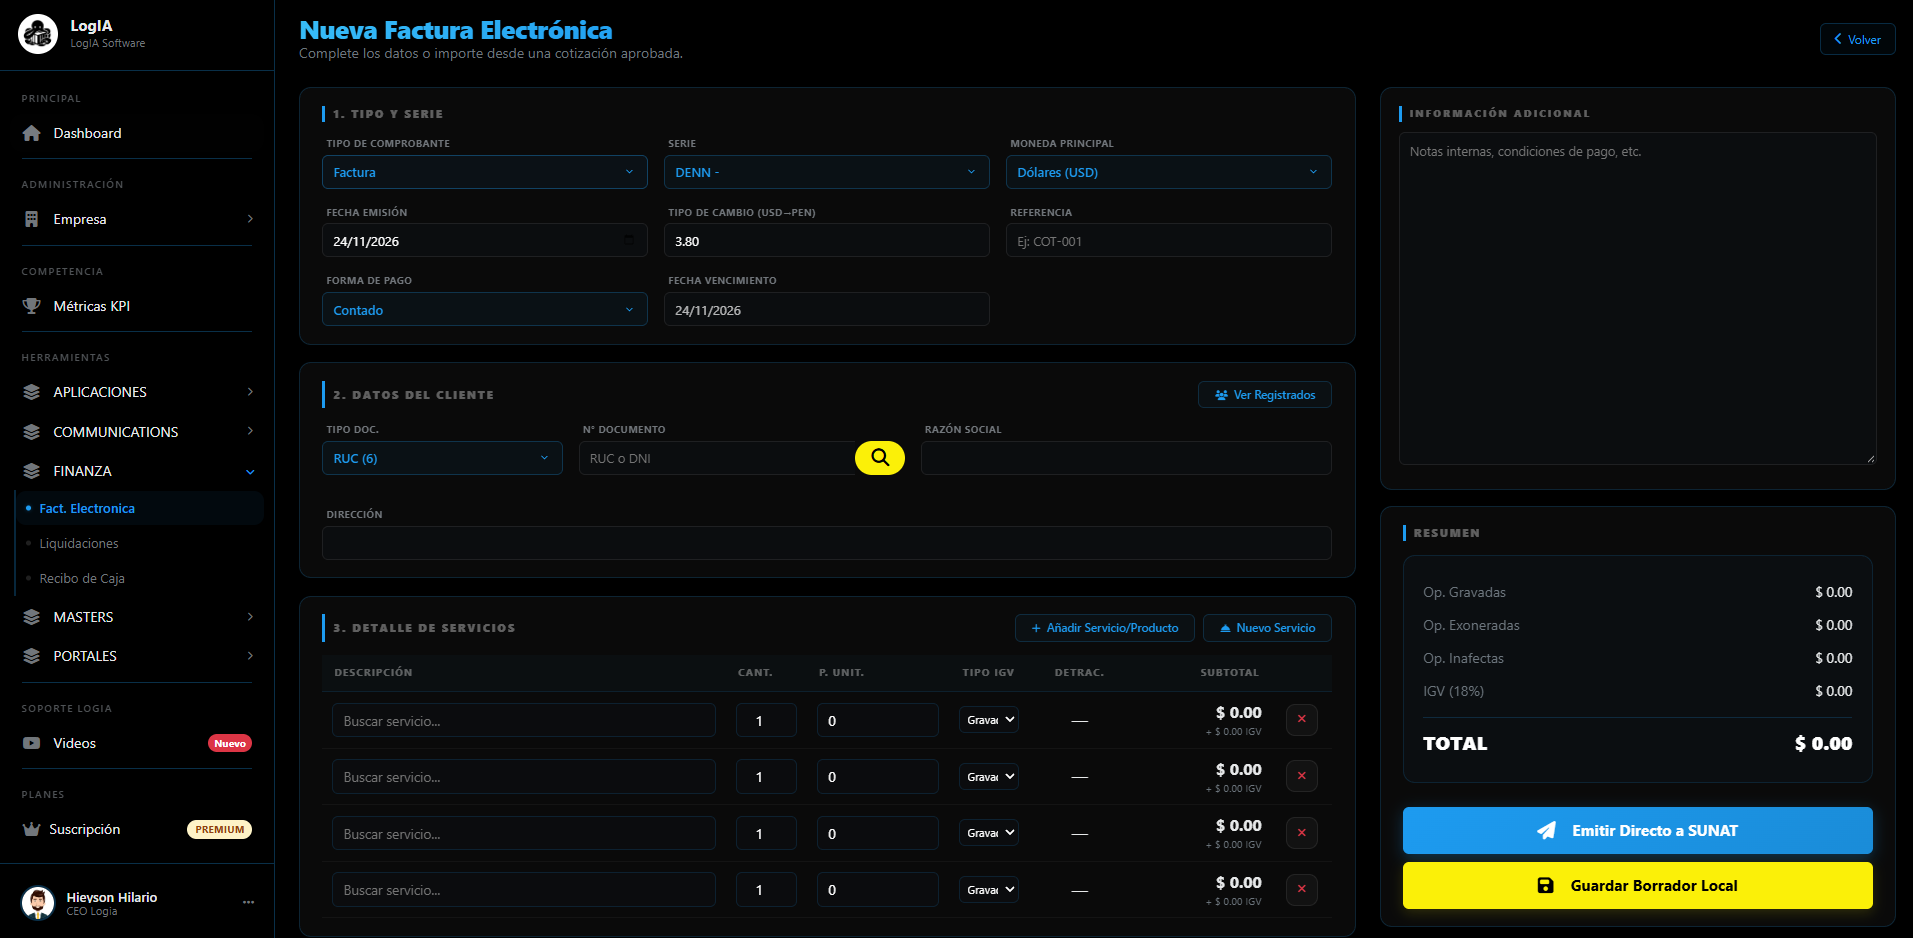 LogIA
LogIA Software
PRINCIPAL
Dashboard
ADMINISTRACIÓN
Empresa
COMPETENCIA
Métricas KPI
HERRAMIENTAS
APLICACIONES
COMMUNICATIONS
FINANZA
Fact. Electronica
Liquidaciones
Recibo de Caja
MASTERS
PORTALES
SOPORTE LOGIA
Videos
Nuevo
PLANES
Suscripción
PREMIUM
Hieyson Hilario
CEO Logia
Nueva Factura Electrónica
Complete los datos o importe desde una cotización aprobada.
Volver
1. TIPO Y SERIE
TIPO DE COMPROBANTE
SERIE
MONEDA PRINCIPAL
Factura
DENN -
Dólares (USD)
FECHA EMISIÓN
TIPO DE CAMBIO (USD→PEN)
REFERENCIA
24/11/2026
3.80
Ej: COT-001
FORMA DE PAGO
FECHA VENCIMIENTO
Contado
24/11/2026
2. DATOS DEL CLIENTE
Ver Registrados
TIPO DOC.
N° DOCUMENTO
RAZÓN SOCIAL
RUC (6)
RUC o DNI
DIRECCIÓN
3. DETALLE DE SERVICIOS
+ Añadir Servicio/Producto
Nuevo Servicio
DESCRIPCIÓN CANT. P. UNIT. TIPO IGV DETRAC. SUBTOTAL
Buscar servicio... 1 0 Gravac — $ 0.00
+ $ 0.00 IGV
Buscar servicio... 1 0 Gravac — $ 0.00
+ $ 0.00 IGV
Buscar servicio... 1 0 Gravac — $ 0.00
+ $ 0.00 IGV
Buscar servicio... 1 0 Gravac — $ 0.00
+ $ 0.00 IGV
INFORMACIÓN ADICIONAL
Notas internas, condiciones de pago, etc.
RESUMEN
Op. Gravadas $ 0.00
Op. Exoneradas $ 0.00
Op. Inafectas $ 0.00
IGV (18%) $ 0.00
TOTAL $ 0.00
Emitir Directo a SUNAT
Guardar Borrador Local